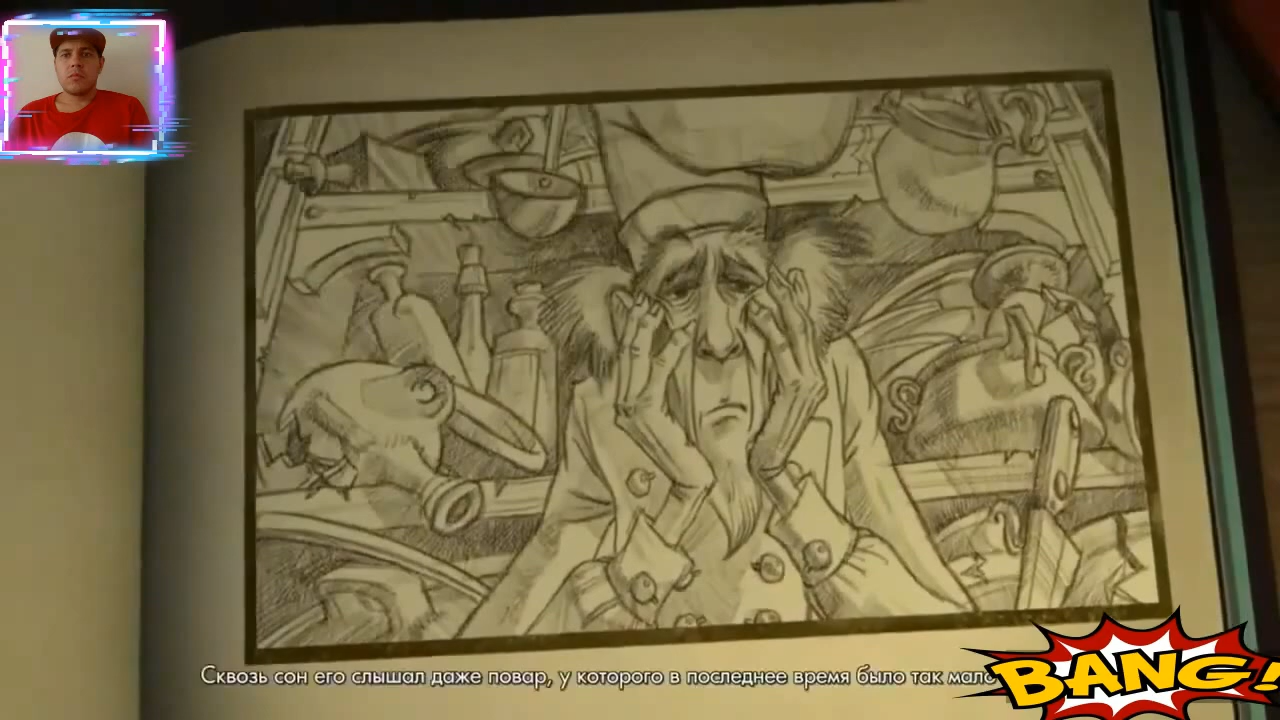 Сквозь сон его слышал даже повар, у которого в последнее время было так мало
BANG!